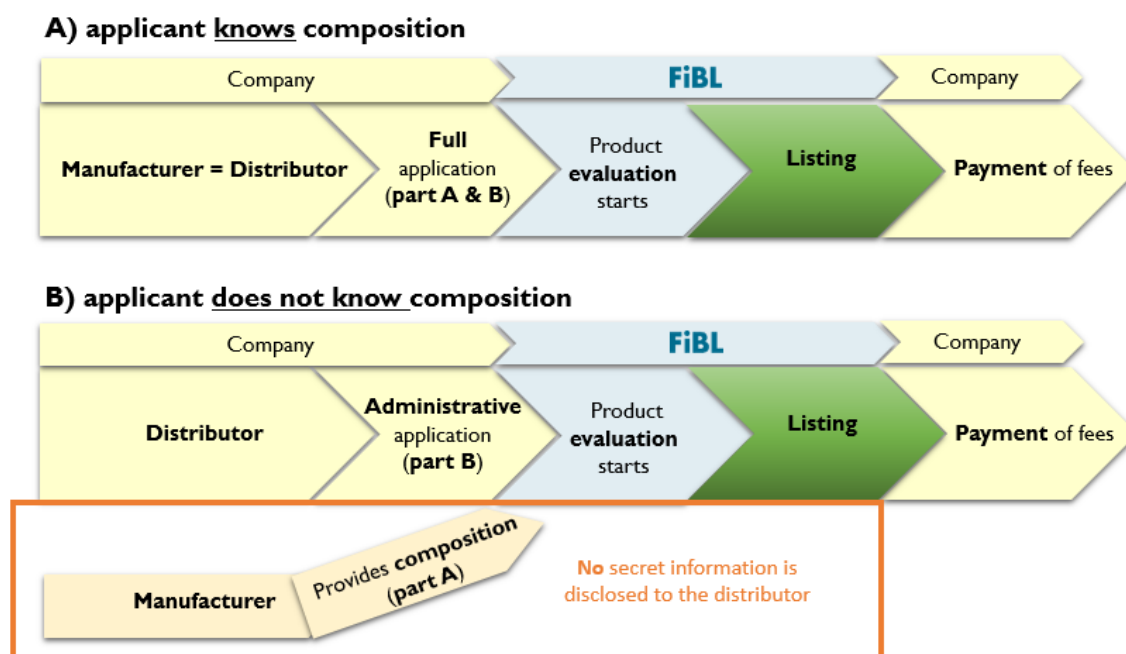 A) applicant knows composition
Company
FiBL
Company
Manufacturer = Distributor
Full
application
(part A & B)
Product
evaluation
starts
Listing
Payment of fees
B) applicant does not know composition
Company
FiBL
Company
Distributor
Administrative
application
(part B)
Product
evaluation
starts
Listing
Payment of fees
Manufacturer
Provides composition
(part A)
No secret information is
disclosed to the distributor